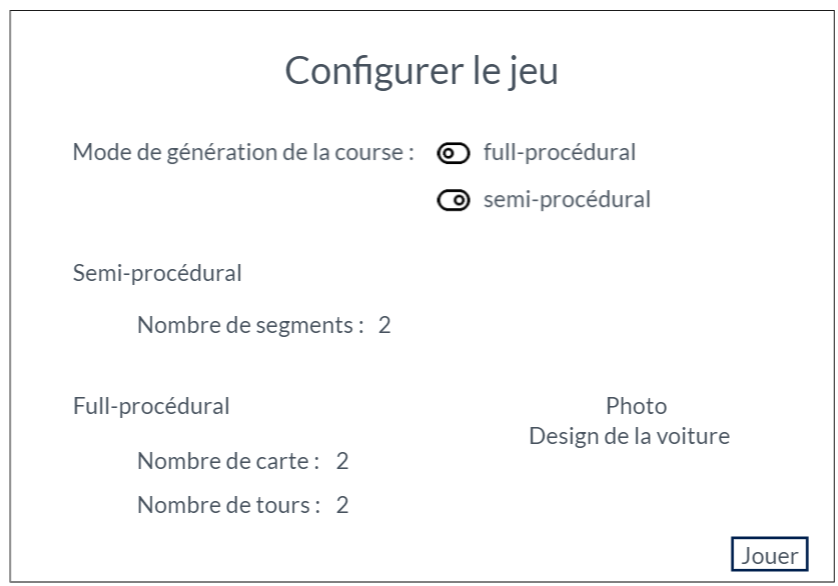 Configurer le jeu
Mode de génération de la course : full-procédural
semi-procédural
Semi-procédural
Nombre de segments : 2
Full-procédural
Nombre de carte : 2
Nombre de tours : 2
Photo
Design de la voiture
Jouer